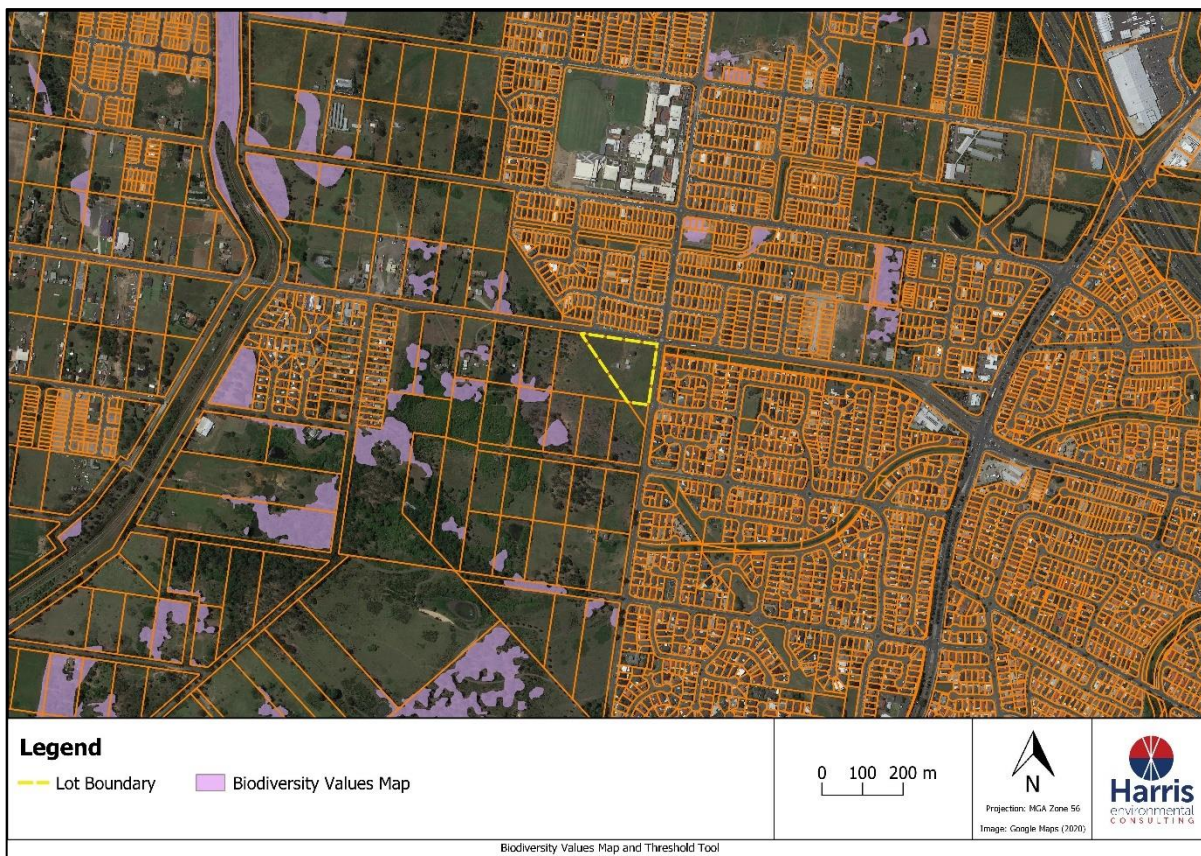 Legend
Lot Boundary
Biodiversity Values Map
0 100 200 m
N
Projection: MGA Zone 56
Image: Google Maps (2020)
Harris
environmental
CONSULTING
Biodiversity Values Map and Threshold Tool